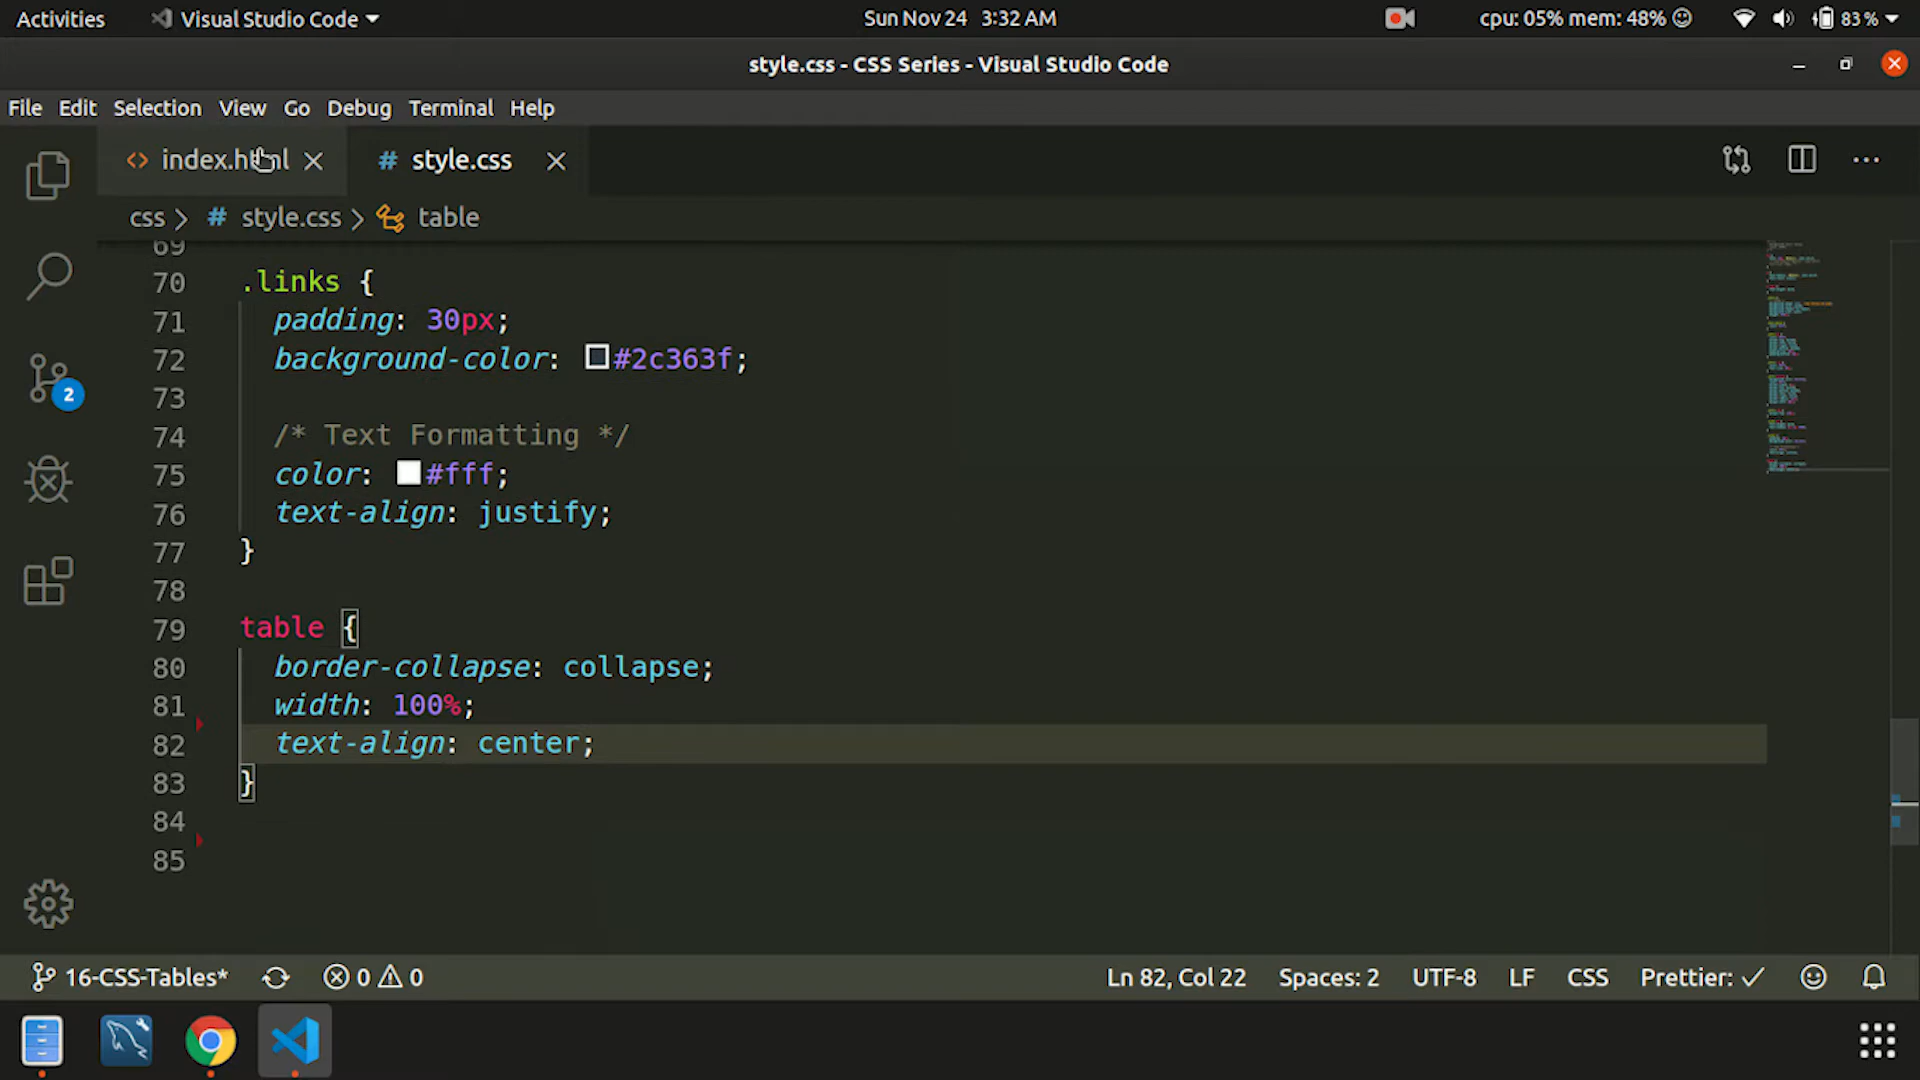 Activities
Visual Studio Code
Sun Nov 24 3:32 AM
cpu: 05% mem: 48%
83 %
style.css - CSS Series - Visual Studio Code
File Edit Selection View Go Debug Terminal Help
index.html
style.css
css > # style.css > table
69
70 .links {
71 padding: 30px;
72 background-color: #2c363f;
73
74 /* Text Formatting */
75 color: #fff;
76 text-align: justify;
77 }
78
79 table {
80 border-collapse: collapse;
81 width: 100%;
82 text-align: center;
83 }
84
85
2
16-CSS-Tables*
0 0
Ln 82, Col 22
Spaces: 2
UTF-8
LF
CSS
Prettier: ✓